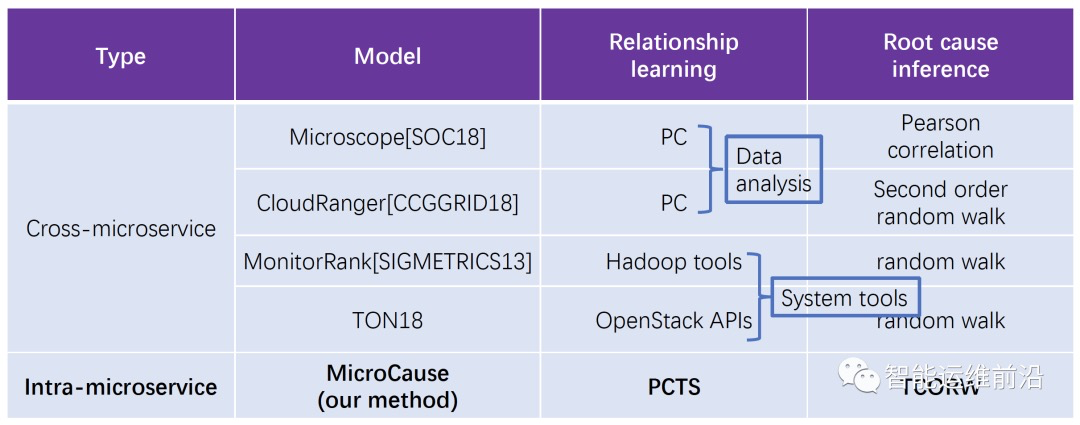 Type
Model
Relationship
learning
Root cause
inference
Cross-microservice
Microscope[SOC18]
PC
Pearson
correlation
Data
analysis
CloudRanger[CCGGRID18]
PC
Second order
random walk
MonitorRank[SIGMETRICS13]
Hadoop tools
random walk
System tools
TON18
OpenStack APIs
random walk
Intra-microservice
MicroCause
(our method)
PCTS
TCORW
智能运维前沿